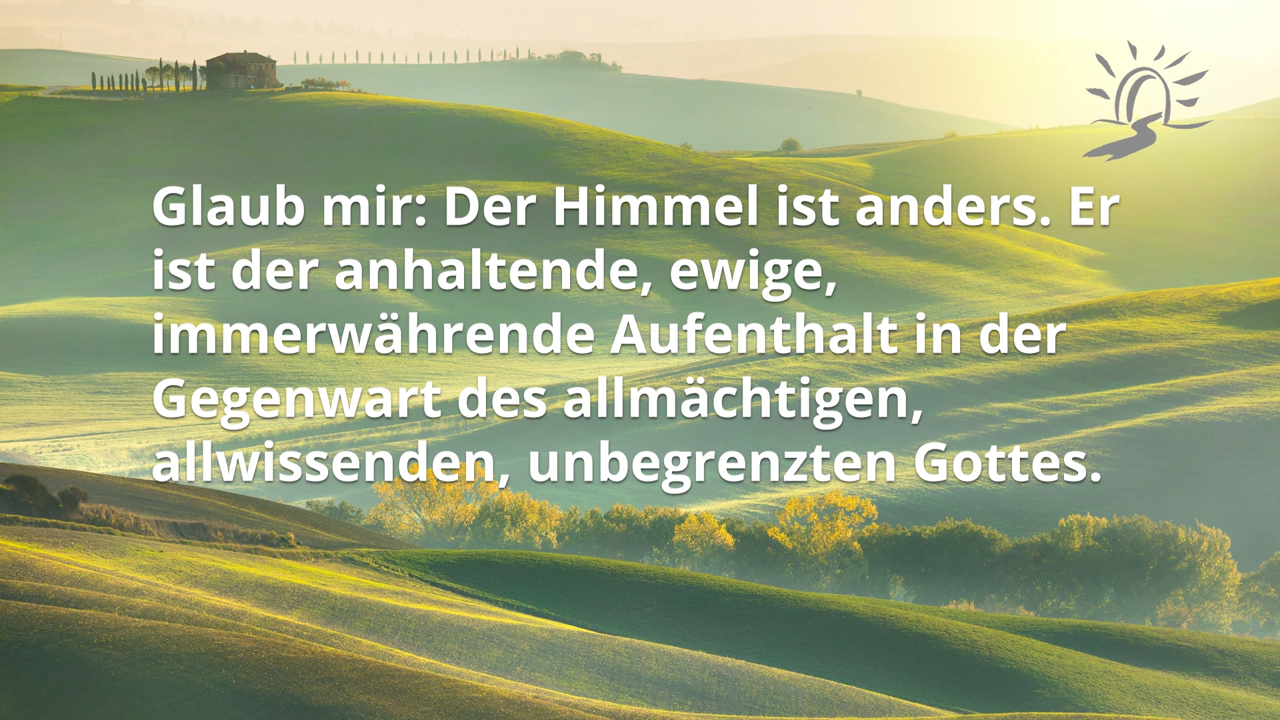 Glaub mir: Der Himmel ist anders. Er
ist der anhaltende, ewige,
immerwährende Aufenthalt in der
Gegenwart des allmächtigen,
allwissenden, unbegrenzten Gottes.